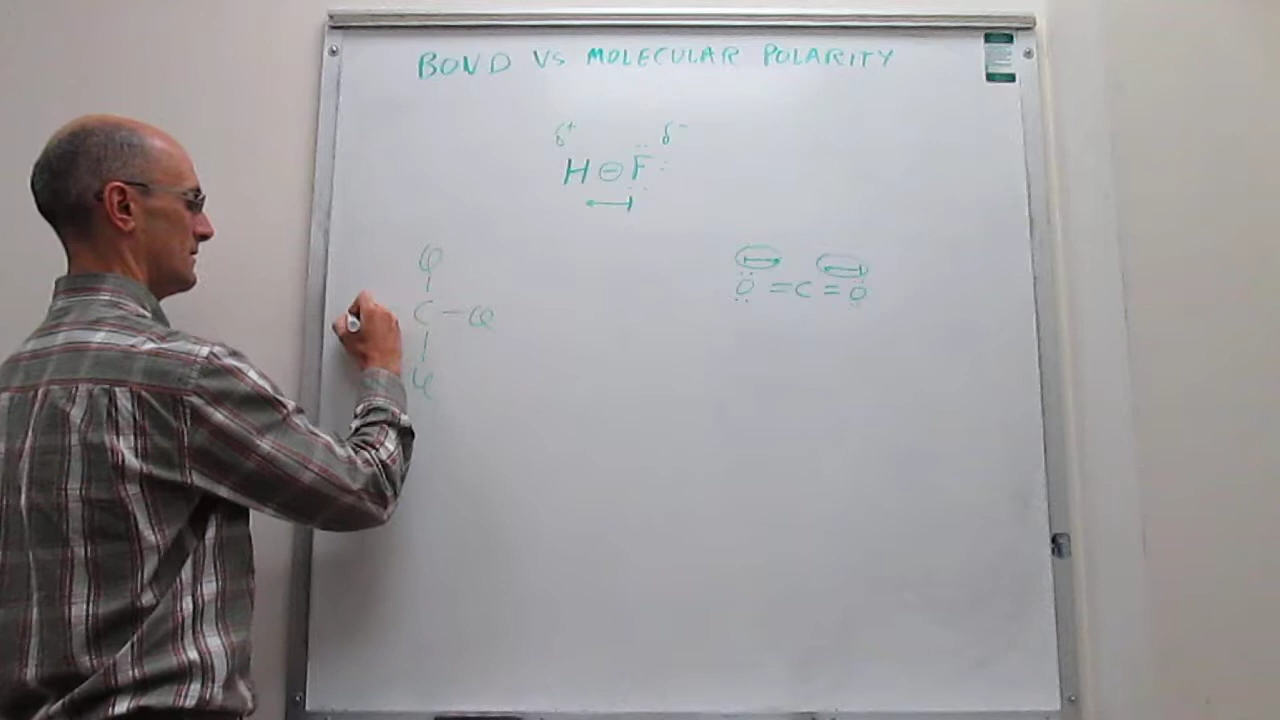 BOND VS MOLECULAR POLARITY
δ+ δ-
H F
Cl
O = C = O
C - Cl
Cl